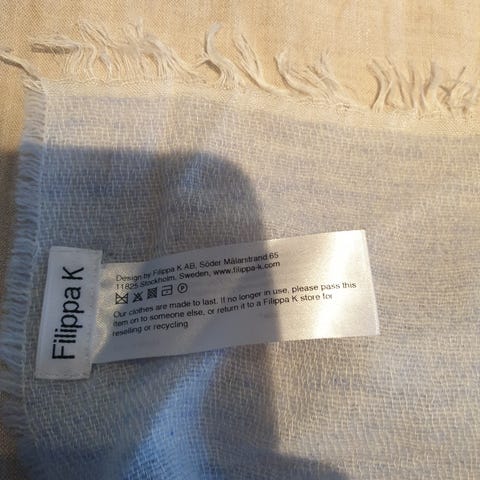 Filippa K
Design by Filippa K AB, Söder Mälarstrand 65
11825 Stockholm, Sweden, www.filippa-k.com
Our clothes are made to last. If no longer in use, please pass this
item on to someone else, or return it to a Filippa K store for
reselling or recycling